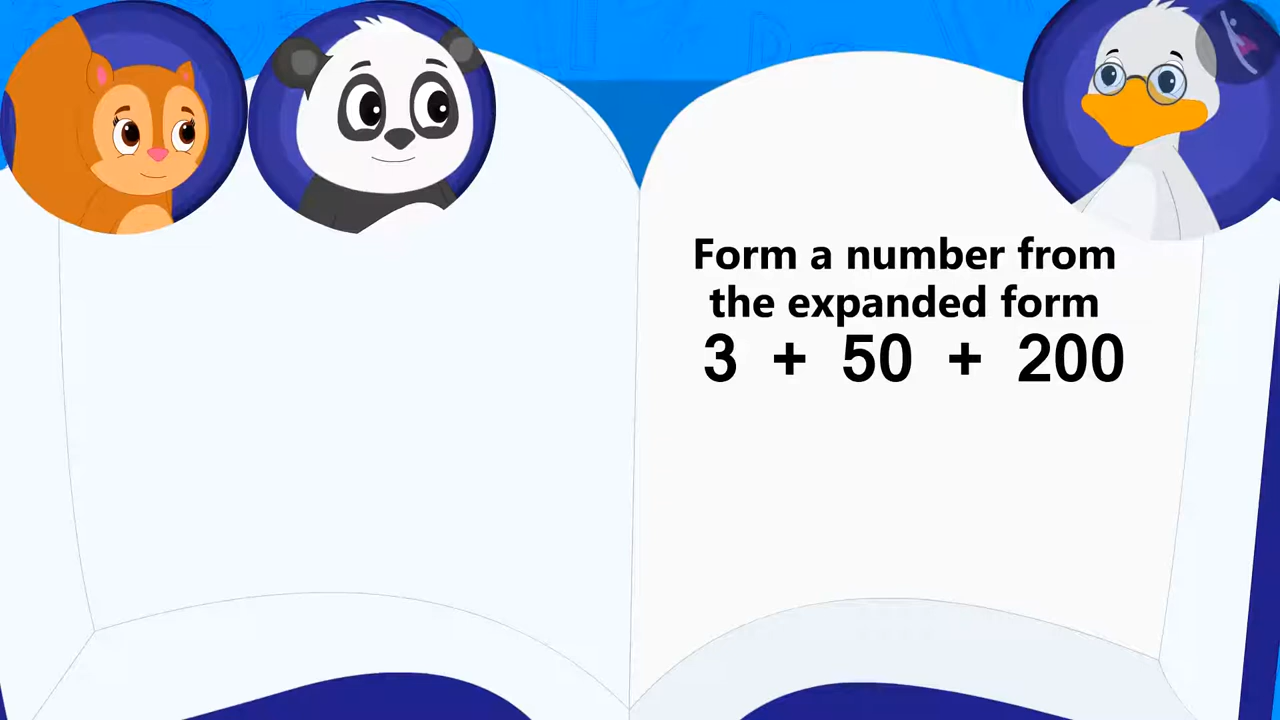 Form a number from
the expanded form
3 + 50 + 200